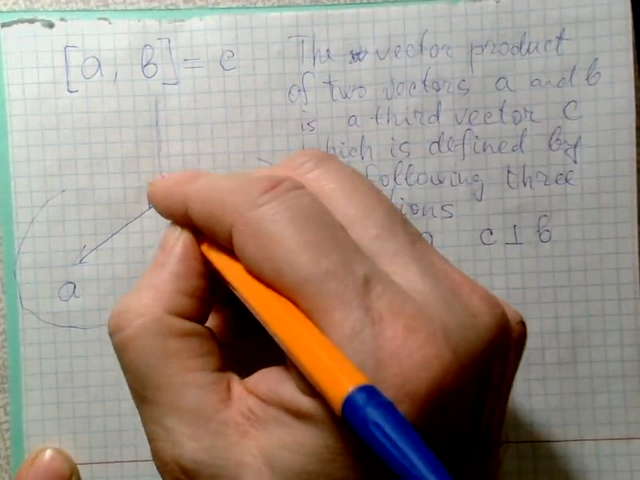 [a, b] = c
The vector product
of two vectors a and b
is a third vector c
which is defined by
following three
c ⊥ b
a